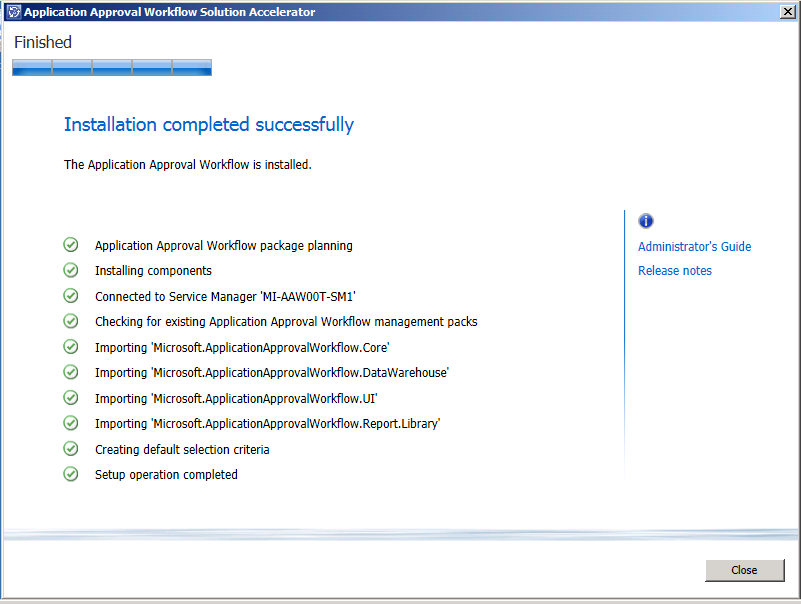 Application Approval Workflow Solution Accelerator
Finished
Installation completed successfully
The Application Approval Workflow is installed.
Application Approval Workflow package planning
Installing components
Connected to Service Manager 'MI-AAW00T-SM1'
Checking for existing Application Approval Workflow management packs
Importing 'Microsoft.ApplicationApprovalWorkflow.Core'
Importing 'Microsoft.ApplicationApprovalWorkflow.DataWarehouse'
Importing 'Microsoft.ApplicationApprovalWorkflow.UI'
Importing 'Microsoft.ApplicationApprovalWorkflow.Report.Library'
Creating default selection criteria
Setup operation completed
Administrator's Guide
Release notes
Close